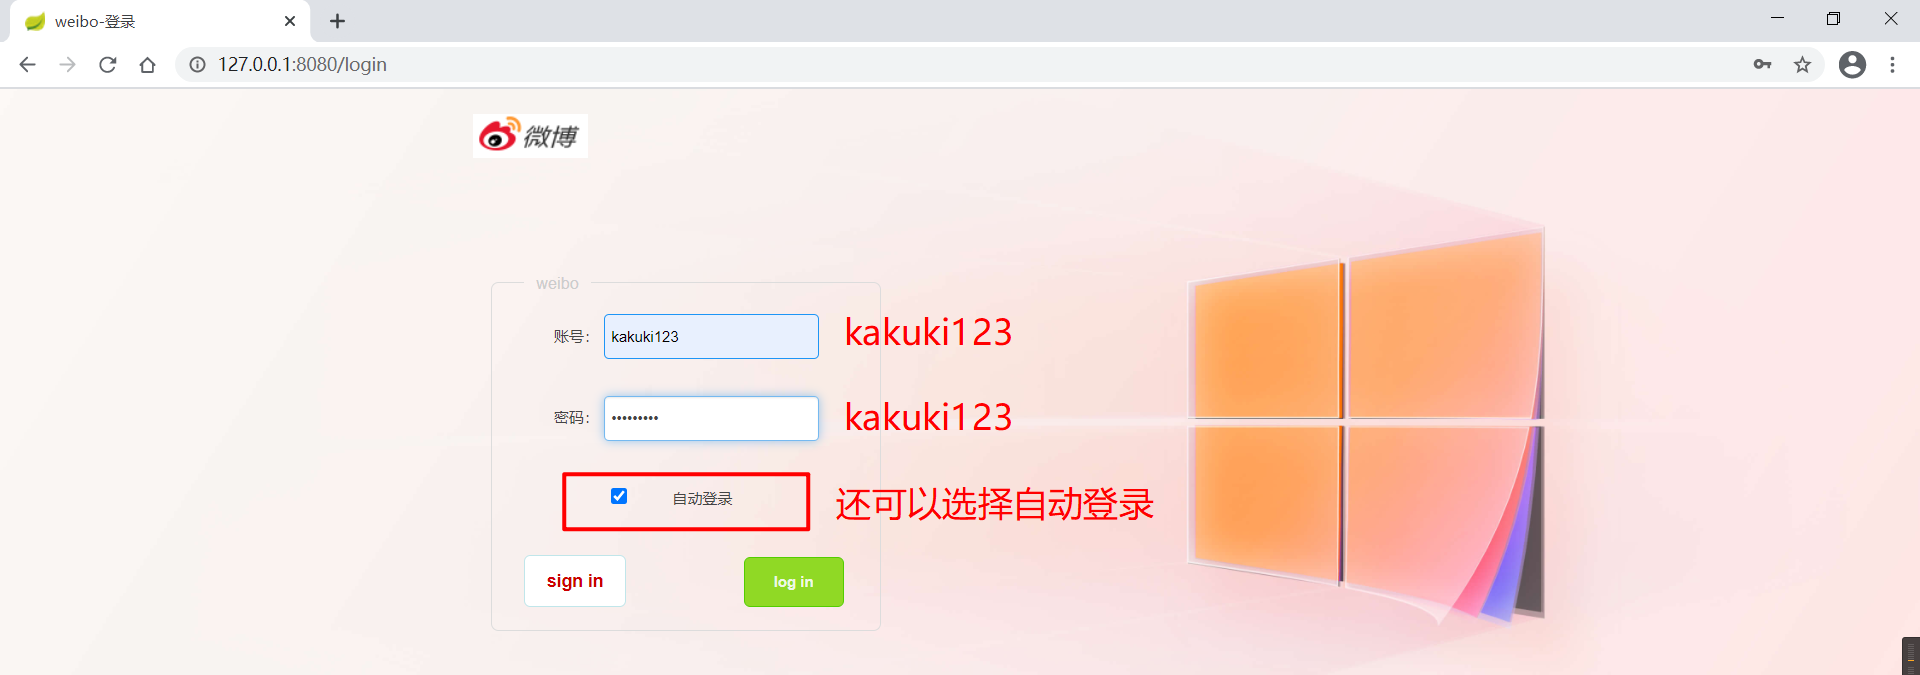 weibo-登录
127.0.0.1:8080/login
微博
weibo
账号： kakuki123 kakuki123
密码： ••••••••• kakuki123
自动登录 还可以选择自动登录
sign in log in